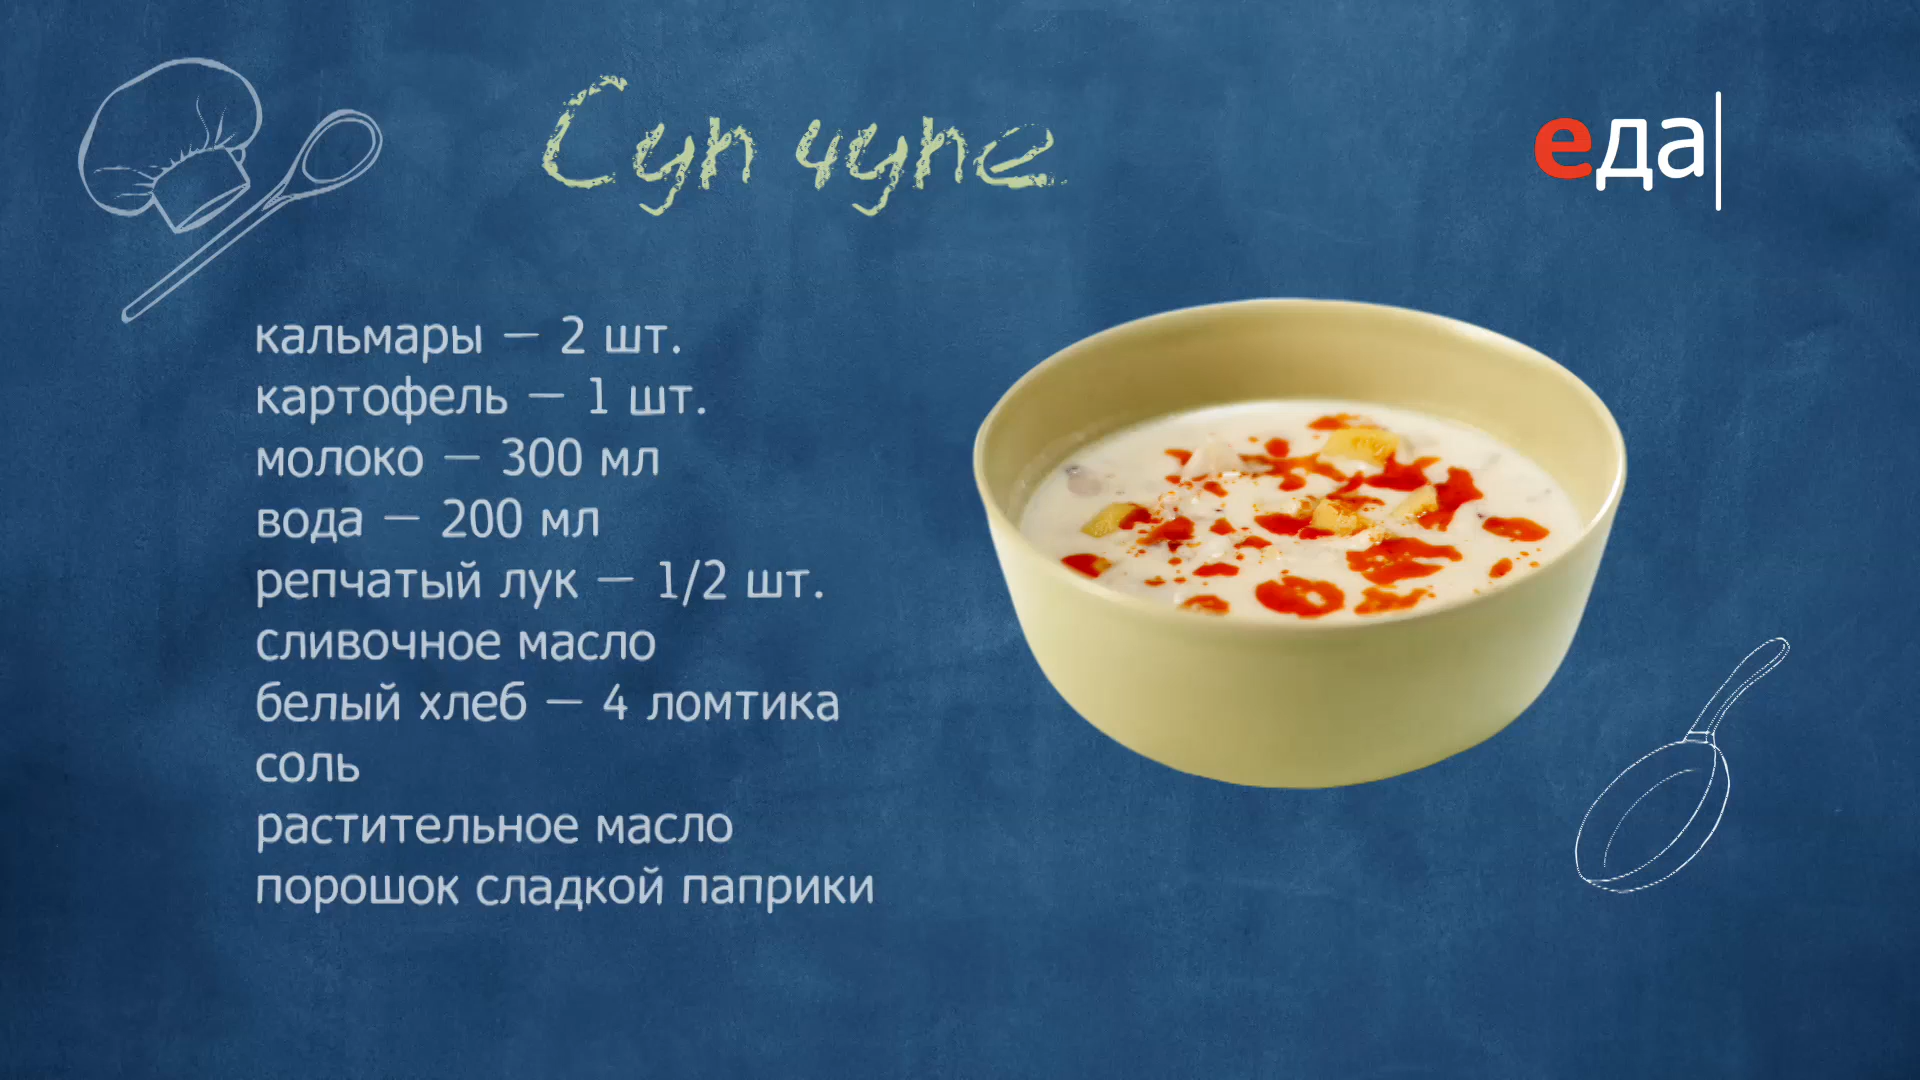 Суп чупе
еда
кальмары – 2 шт.
картофель – 1 шт.
молоко – 300 мл
вода – 200 мл
репчатый лук – 1/2 шт.
сливочное масло
белый хлеб – 4 ломтика
соль
растительное масло
порошок сладкой паприки